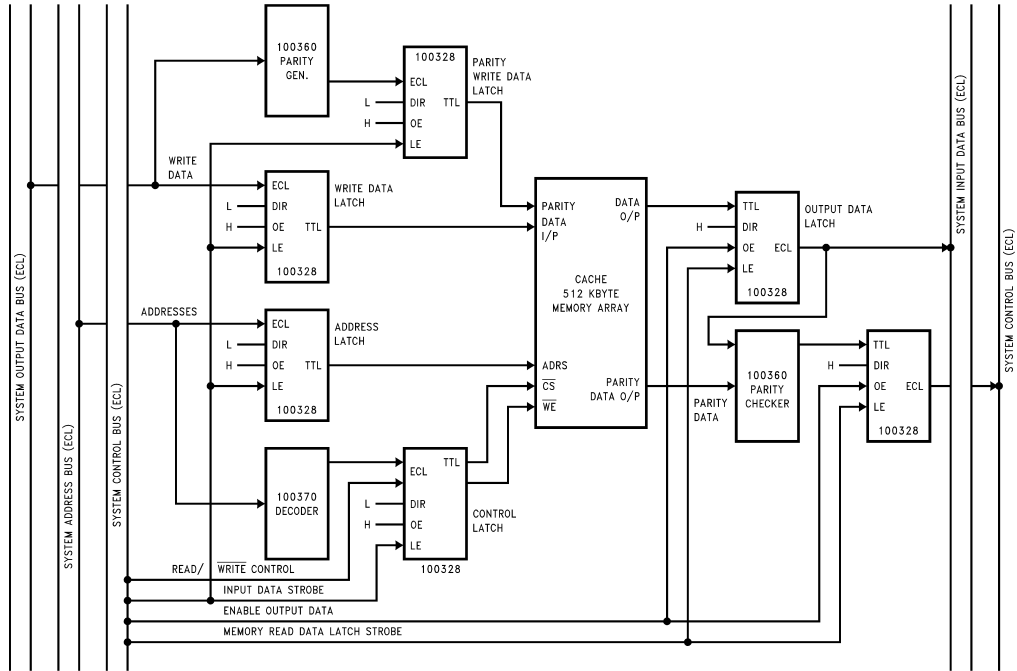 SYSTEM OUTPUT DATA BUS (ECL)
SYSTEM ADDRESS BUS (ECL)
SYSTEM CONTROL BUS (ECL)
100360
PARITY
GEN.
100328
ECL
L
DIR
TTL
H
OE
LE
PARITY
WRITE DATA
LATCH
WRITE
DATA
ECL
L
DIR
H
OE
TTL
LE
100328
WRITE DATA
LATCH
ADDRESSES
ECL
L
DIR
H
OE
TTL
LE
100328
ADDRESS
LATCH
100370
DECODER
TTL
ECL
L
DIR
H
OE
LE
100328
CONTROL
LATCH
READ/ WRITE CONTROL
INPUT DATA STROBE
ENABLE OUTPUT DATA
MEMORY READ DATA LATCH STROBE
PARITY
DATA
I/P
DATA
O/P
CACHE
512 KBYTE
MEMORY ARRAY
ADRS
CS
WE
PARITY
DATA O/P
PARITY
DATA
TTL
H
DIR
OE
ECL
LE
100328
OUTPUT DATA
LATCH
100360
PARITY
CHECKER
TTL
H
DIR
OE
ECL
LE
100328
SYSTEM INPUT DATA BUS (ECL)
SYSTEM CONTROL BUS (ECL)